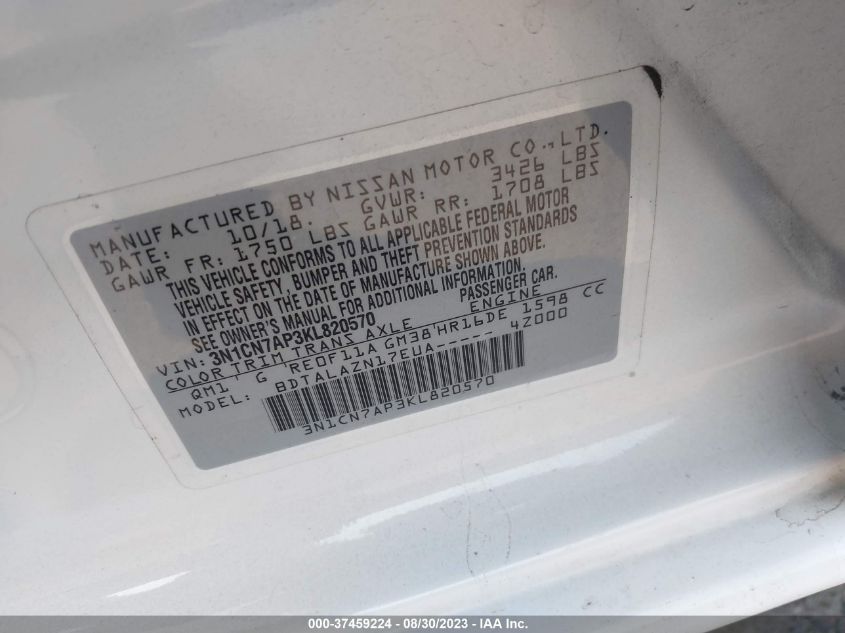 MANUFACTURED BY NISSAN MOTOR CO., LTD.
DATE: 10/18. GVWR: 3426 LBS
GAWR FR: 1750 LBS GAWR RR: 1708 LBS
THIS VEHICLE CONFORMS TO ALL APPLICABLE FEDERAL MOTOR
VEHICLE SAFETY, BUMPER AND THEFT PREVENTION STANDARDS
IN EFFECT ON THE DATE OF MANUFACTURE SHOWN ABOVE.
SEE OWNER'S MANUAL FOR ADDITIONAL INFORMATION.
VIN: 3N1CN7AP3KL820570 PASSENGER CAR.
COLOR TRIM TRANS AXLE ENGINE
QM1 G RE0F11A GM38 HR16DE 1598 CC
MODEL: BDTALAZN17EUA----- 4Z000
3N1CN7AP3KL820570
000-37459224 - 08/30/2023 - IAA Inc.